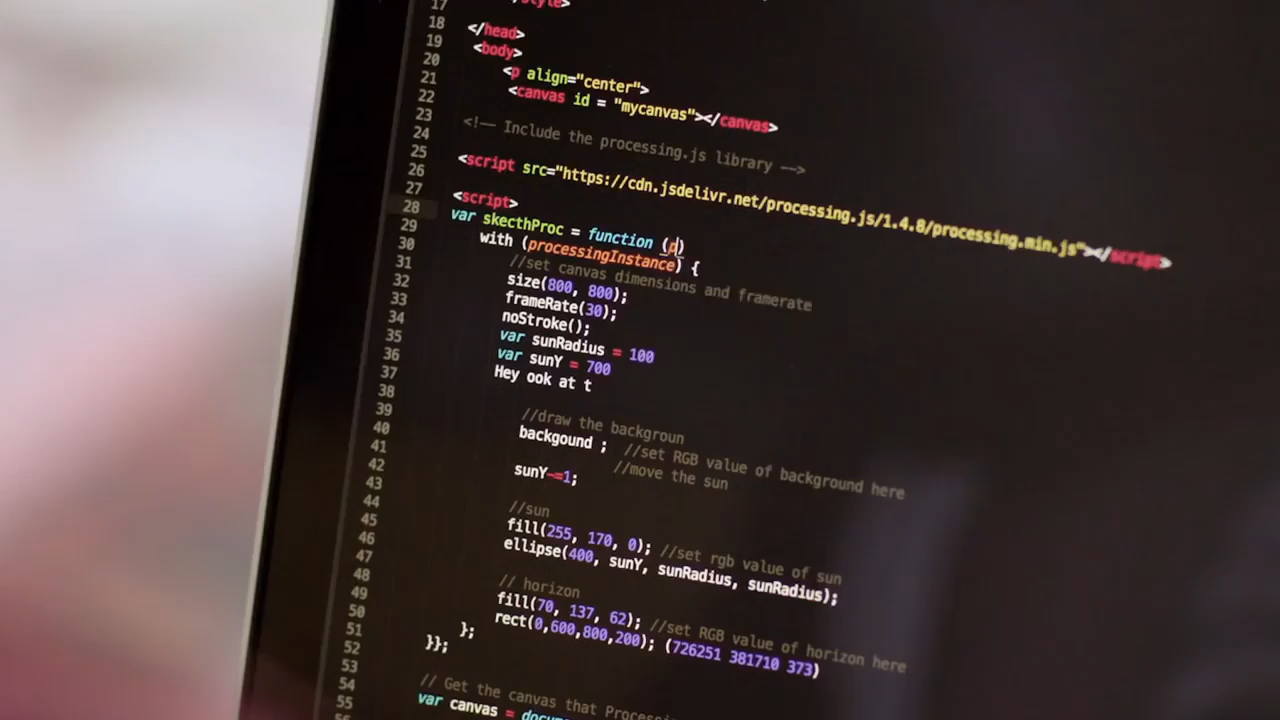 17 </style>
18
19 </head>
20 <body>
21 <p align="center">
22 <canvas id = "mycanvas"></canvas>
23
24 <!-- Include the processing.js library -->
25
26 <script src="https://cdn.jsdelivr.net/processing.js/1.4.8/processing.min.js"></script>
27
28 <script>
29 var skecthProc = function (p)
30 with (processingInstance) {
31 //set canvas dimensions and framerate
32 size(800, 800);
33 frameRate(30);
34 noStroke();
35 var sunRadius = 100
36 var sunY = 700
37 Hey ook at t
38
39 //draw the backgroun
40 backgound ; //set RGB value of background here
41 //move the sun
42 sunY-=1;
43
44 //sun
45 fill(255, 170, 0); //set rgb value of sun
46 ellipse(400, sunY, sunRadius, sunRadius);
47
48 // horizon
49 fill(70, 137, 62); //set RGB value of horizon here
50 rect(0,600,800,200); (726251 381710 373)
51 };
52 }};
53
54 // Get the canvas that
55 var canvas =